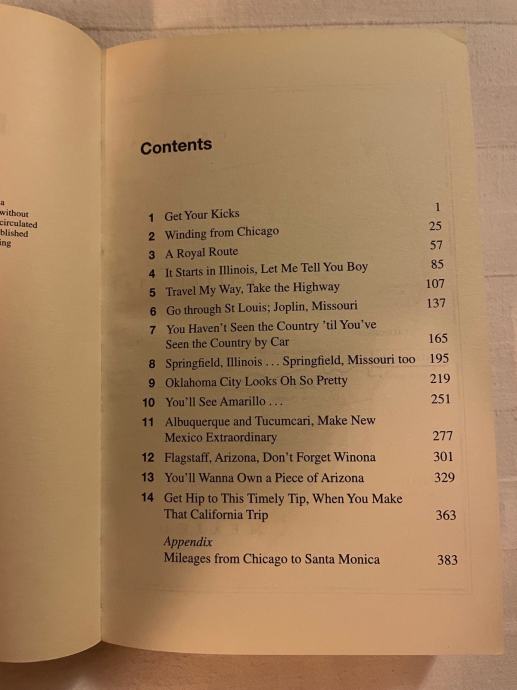 a
without
circulated
blished
ing
Contents
1 Get Your Kicks 1
2 Winding from Chicago 25
3 A Royal Route 57
4 It Starts in Illinois, Let Me Tell You Boy 85
5 Travel My Way, Take the Highway 107
6 Go through St Louis; Joplin, Missouri 137
7 You Haven't Seen the Country 'til You've
Seen the Country by Car 165
8 Springfield, Illinois . . . Springfield, Missouri too 195
9 Oklahoma City Looks Oh So Pretty 219
10 You'll See Amarillo . . . 251
11 Albuquerque and Tucumcari, Make New
Mexico Extraordinary 277
12 Flagstaff, Arizona, Don't Forget Winona 301
13 You'll Wanna Own a Piece of Arizona 329
14 Get Hip to This Timely Tip, When You Make
That California Trip 363
Appendix
Mileages from Chicago to Santa Monica 383